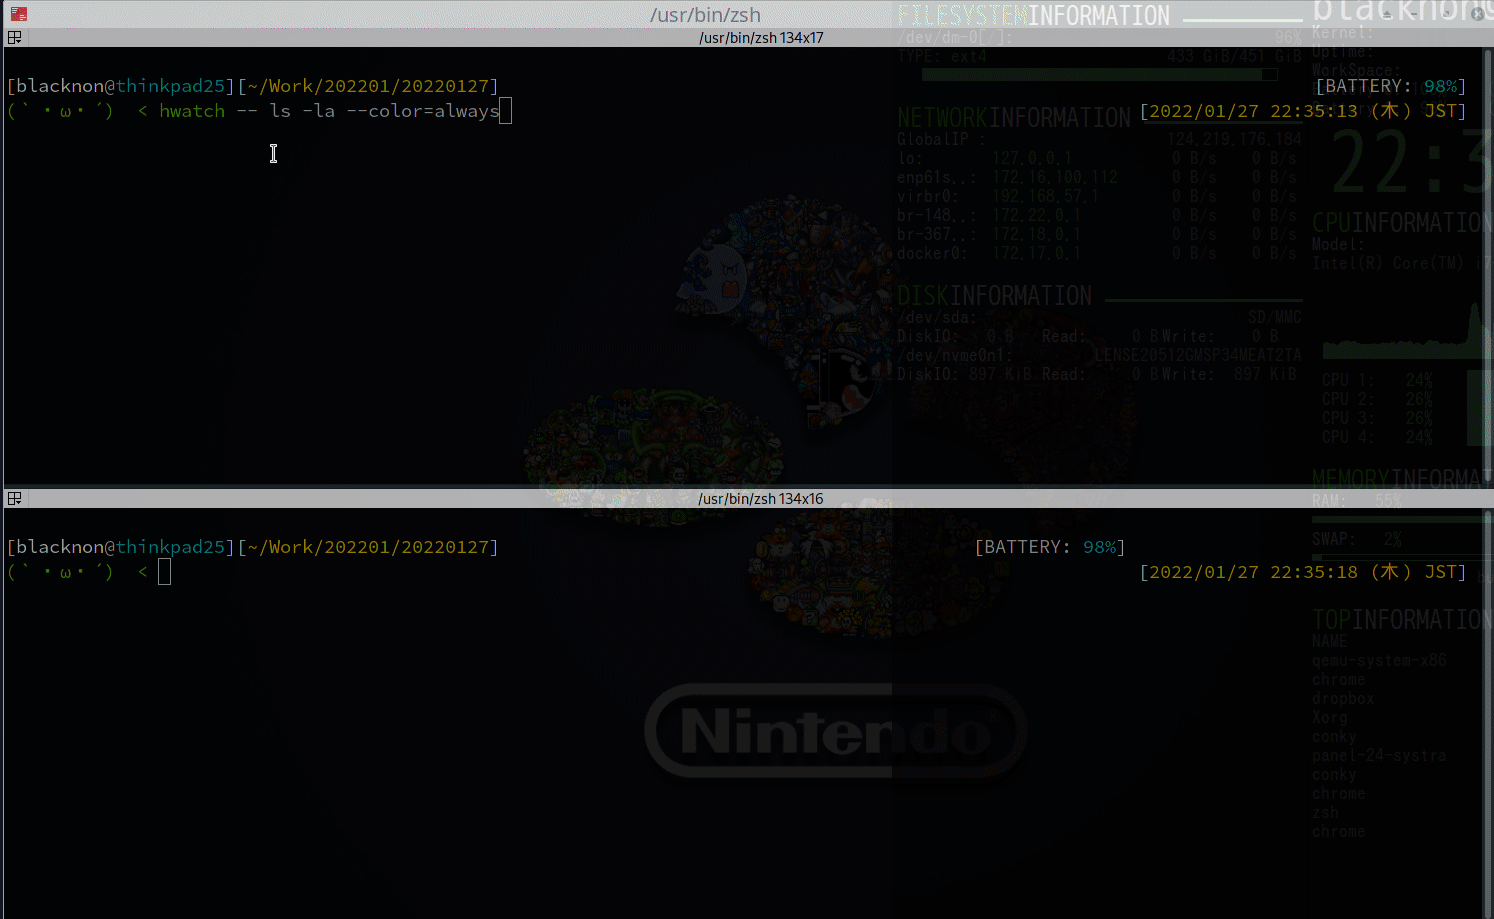 /usr/bin/zsh
/usr/bin/zsh 134x17
[blacknon@thinkpad25][~/Work/202201/20220127] [BATTERY: 98%]
(｀・ω・´) < hwatch -- ls -la --color=always [2022/01/27 22:35:13 (木) JST]
/usr/bin/zsh 134x16
[blacknon@thinkpad25][~/Work/202201/20220127] [BATTERY: 98%]
(｀・ω・´) < [2022/01/27 22:35:18 (木) JST]
FILESYSTEMINFORMATION
/dev/dm-0[/]: 96%
TYPE: ext4 433 GiB/451 GiB
NETWORKINFORMATION
GlobalIP : 124.219.176.184
lo: 127.0.0.1 0 B/s 0 B/s
enp61s..: 172.16.100.112 0 B/s 0 B/s
virbr0: 192.168.57.1 0 B/s 0 B/s
br-148..: 172.22.0.1 0 B/s 0 B/s
br-367..: 172.18.0.1 0 B/s 0 B/s
docker0: 172.17.0.1 0 B/s 0 B/s
DISKINFORMATION
/dev/sda: SD/MMC
DiskIO: 0 B Read: 0 B Write: 0 B
/dev/nvme0n1: LENSE20512GMSP34MEAT2TA
DiskIO: 897 KiB Read: 0 B Write: 897 KiB
blacknon@
Kernel:
Uptime:
WorkSpace:
22:3
CPUINFORMATION
Model:
Intel(R) Core(TM) i7
CPU 1: 24%
CPU 2: 26%
CPU 3: 26%
CPU 4: 24%
MEMORYINFORMAT
RAM: 55%
SWAP: 2%
TOPINFORMATION
NAME
qemu-system-x86
chrome
dropbox
Xorg
conky
panel-24-systra
conky
chrome
zsh
chrome
Nintendo®